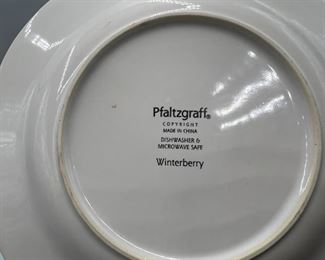 Pfaltzgraff®
COPYRIGHT
MADE IN CHINA
DISHWASHER &
MICROWAVE SAFE
Winterberry